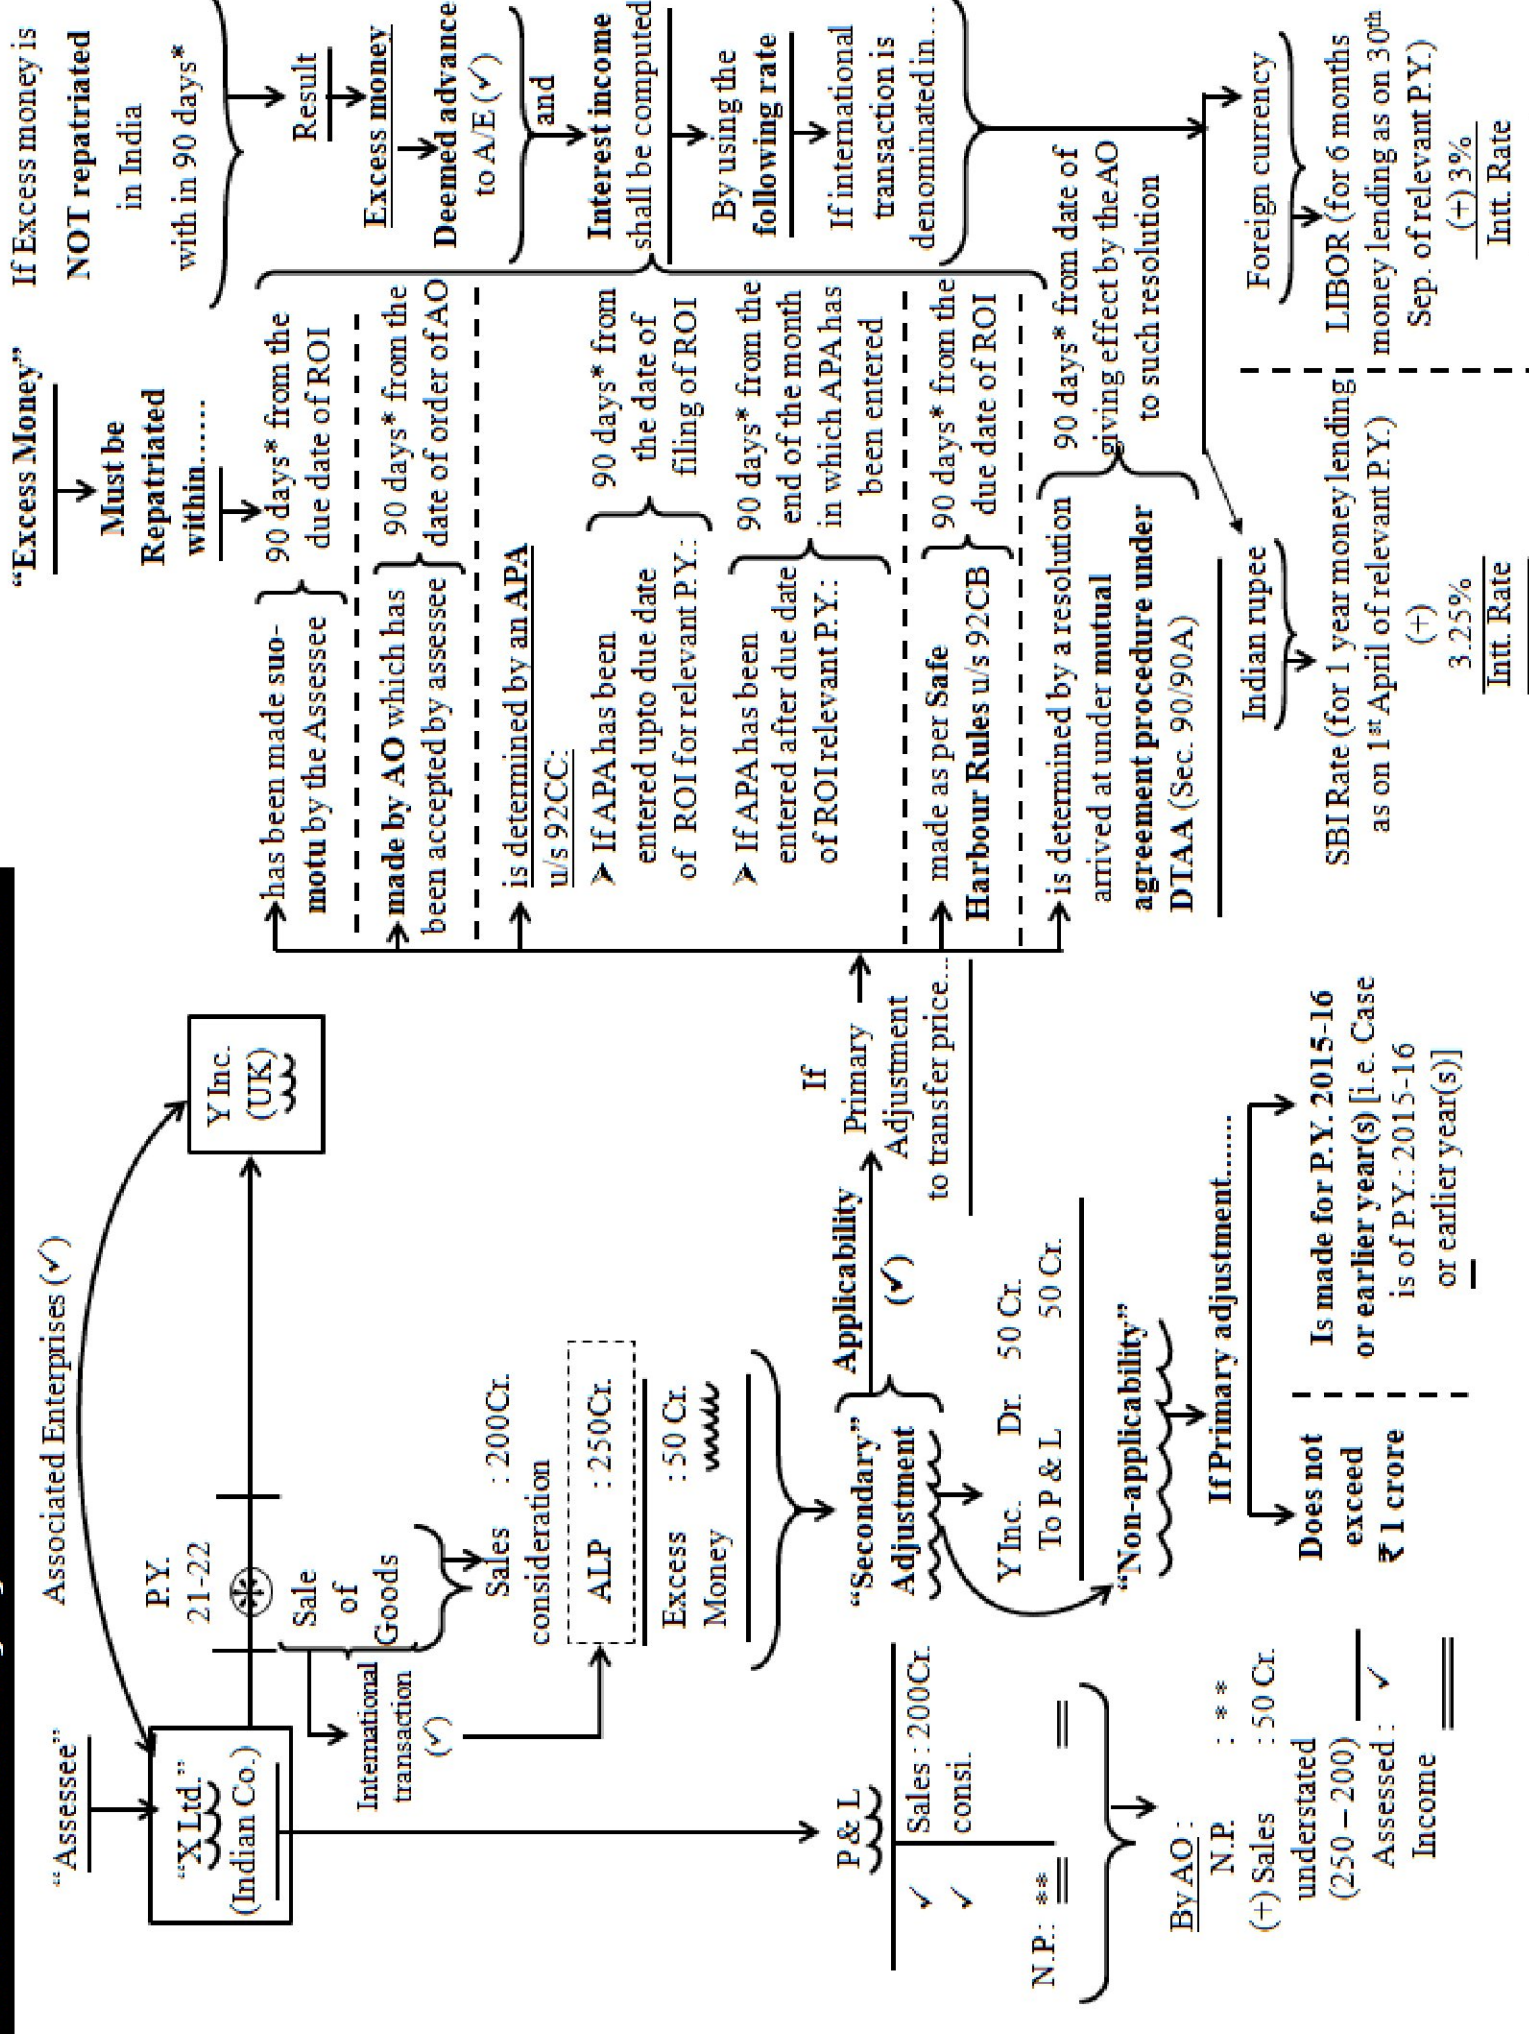 "Assessee"
"X Ltd."
(Indian Co.)
Associated Enterprises (✓)
P.Y.
21-22
Y Inc.
(UK)
International
transaction
(✓)
Sale
of
Goods
Sales : 200Cr.
consideration
ALP : 250Cr.
Excess : 50 Cr.
Money
P & L
✓ Sales : 200Cr.
✓ consi.
N.P.: **
By AO :
N.P. : **
(+) Sales : 50 Cr.
understated
(250 – 200)
Assessed : ✓
Income
"Secondary"
Adjustment
Y Inc. Dr. 50 Cr.
To P & L 50 Cr.
"Non-applicability"
If Primary adjustment.......
Does not
exceed
₹ 1 crore
Is made for P.Y. 2015-16
or earlier year(s) [i.e. Case
is of P.Y.: 2015-16
or earlier year(s)]
Applicability
(✓)
If
Primary
Adjustment
to transfer price...
"Excess Money"
Must be
Repatriated
within......
has been made suo-
motu by the Assessee
90 days* from the
due date of ROI
made by AO which has
been accepted by assessee
90 days* from the
date of order of AO
is determined by an APA
u/s 92CC:
➢ If APA has been
entered upto due date
of ROI for relevant P.Y.:
90 days* from
the date of
filing of ROI
➢ If APA has been
entered after due date
of ROI relevant P.Y.:
90 days* from the
end of the month
in which APA has
been entered
made as per Safe
Harbour Rules u/s 92CB
90 days* from the
due date of ROI
is determined by a resolution
arrived at under mutual
agreement procedure under
DTAA (Sec. 90/90A)
90 days* from date of
giving effect by the AO
to such resolution
If Excess money is
NOT repatriated
in India
with in 90 days*
Result
Excess money
Deemed advance
to A/E (✓)
and
Interest income
shall be computed
By using the
following rate
If international
transaction is
denominated in...
Indian rupee
SBI Rate (for 1 year money lending
as on 1st April of relevant P.Y.)
(+)
3.25%
Intt. Rate
Foreign currency
LIBOR (for 6 months
money lending as on 30th
Sep. of relevant P.Y.)
(+) 3%
Intt. Rate